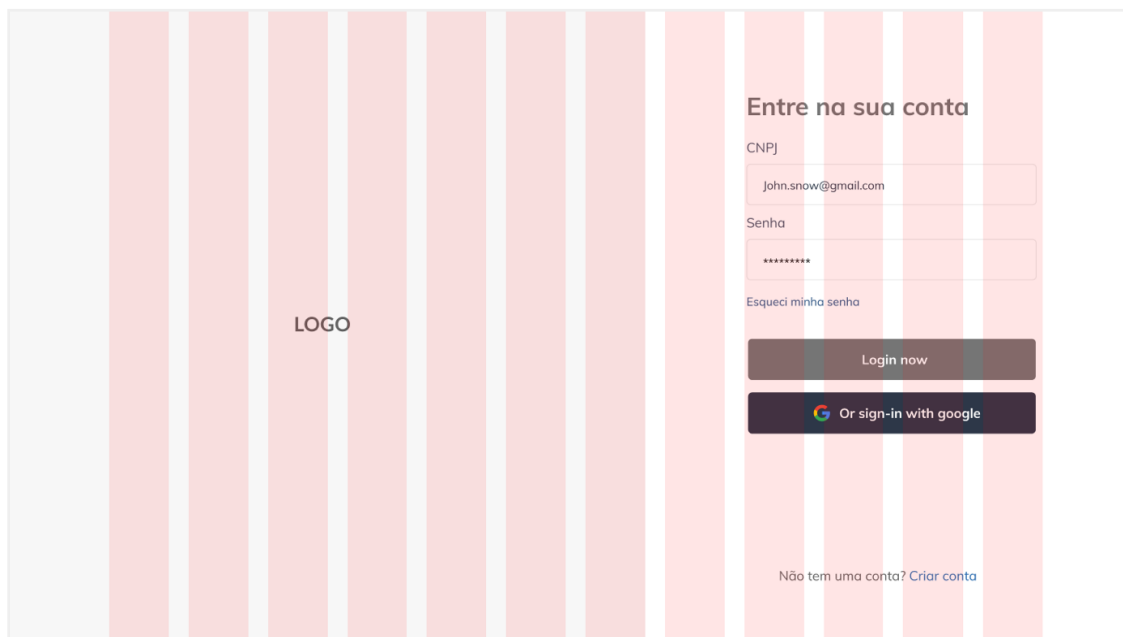 LOGO
Entre na sua conta
CNPJ
John.snow@gmail.com
Senha
*********
Esqueci minha senha
Login now
Or sign-in with google
Não tem uma conta? Criar conta